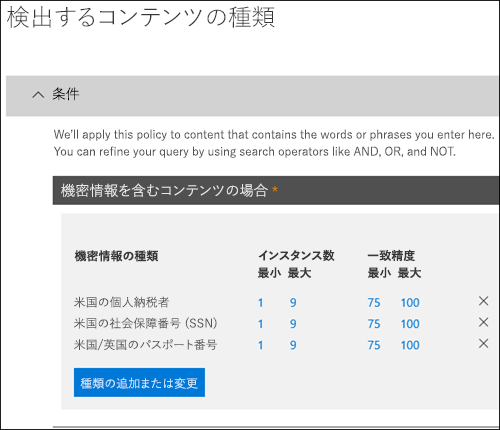 検出するコンテンツの種類
条件
We'll apply this policy to content that contains the words or phrases you enter here.
You can refine your query by using search operators like AND, OR, and NOT.
機密情報を含むコンテンツの場合 *
機密情報の種類 インスタンス数 一致精度
最小 最大 最小 最大
米国の個人納税者 1 9 75 100 ×
米国の社会保障番号 (SSN) 1 9 75 100 ×
米国/英国のパスポート番号 1 9 75 100 ×
種類の追加または変更